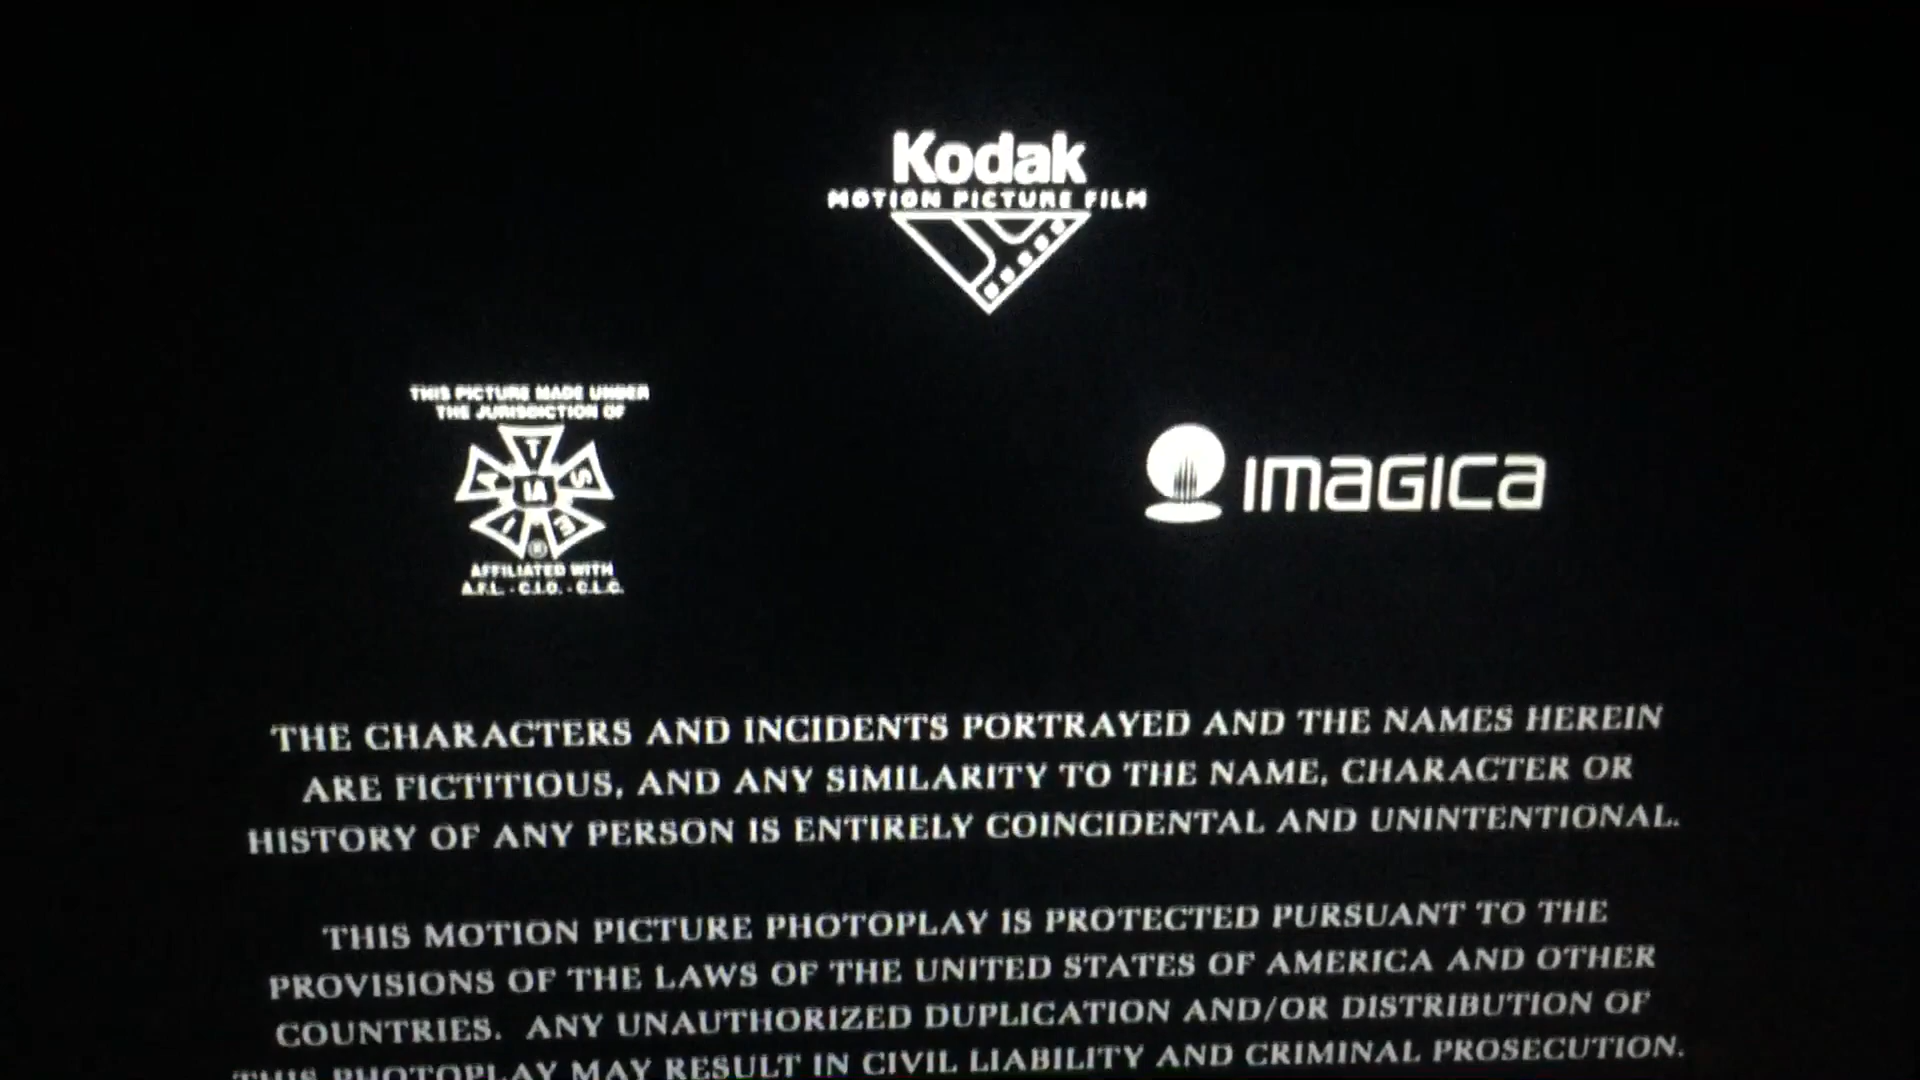 Kodak
MOTION PICTURE FILM
THIS PICTURE MADE UNDER
THE JURISDICTION OF
I A T S E
IA
®
AFFILIATED WITH
A.F.L. - C.I.O. - C.L.C.
IMAGICA
THE CHARACTERS AND INCIDENTS PORTRAYED AND THE NAMES HEREIN
ARE FICTITIOUS, AND ANY SIMILARITY TO THE NAME, CHARACTER OR
HISTORY OF ANY PERSON IS ENTIRELY COINCIDENTAL AND UNINTENTIONAL.
THIS MOTION PICTURE PHOTOPLAY IS PROTECTED PURSUANT TO THE
PROVISIONS OF THE LAWS OF THE UNITED STATES OF AMERICA AND OTHER
COUNTRIES. ANY UNAUTHORIZED DUPLICATION AND/OR DISTRIBUTION OF
THIS PHOTOPLAY MAY RESULT IN CIVIL LIABILITY AND CRIMINAL PROSECUTION.